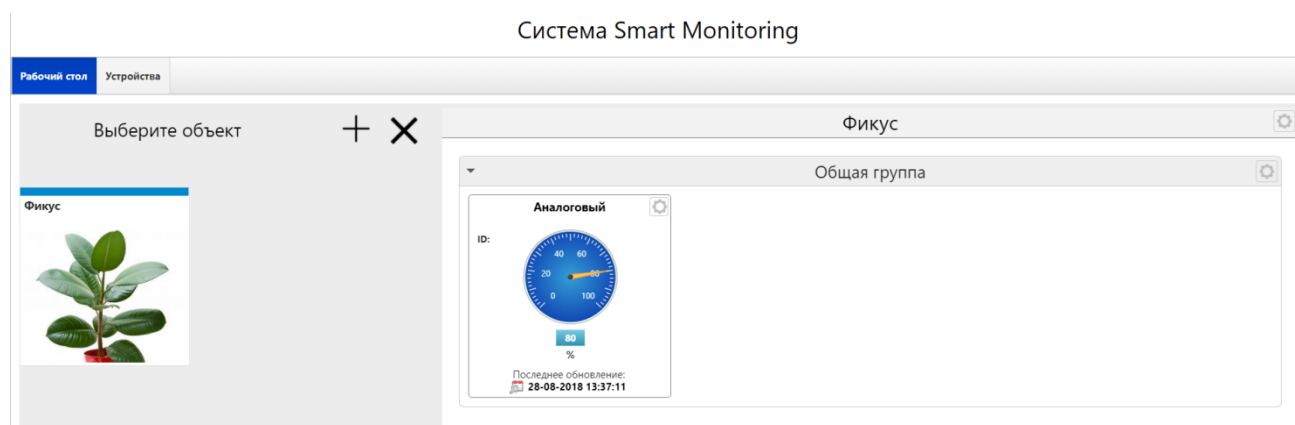 Система Smart Monitoring
Рабочий стол Устройства
Выберите объект
Фикус
Фикус
Общая группа
Аналоговый
ID:
40 60
20 80
0 100
80
%
Последнее обновление:
28-08-2018 13:37:11